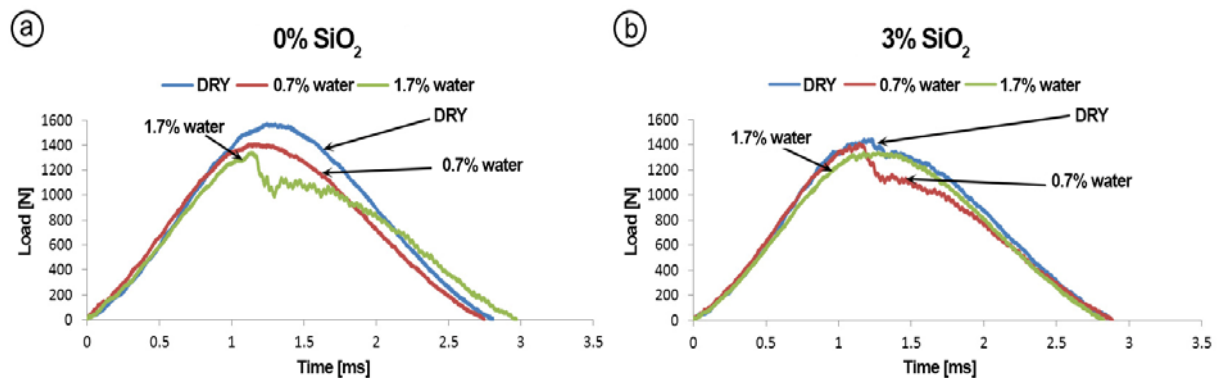 a
0% SiO2
DRY 0.7% water 1.7% water
1600
1400
1200
1000
800
600
400
200
0
Load [N]
1.7% water
DRY
0.7% water
0 0.5 1 1.5 2 2.5 3 3.5
Time [ms]
b
3% SiO2
DRY 0.7% water 1.7% water
1600
1400
1200
1000
800
600
400
200
0
Load [N]
1.7% water
DRY
0.7% water
0 0.5 1 1.5 2 2.5 3 3.5
Time [ms]